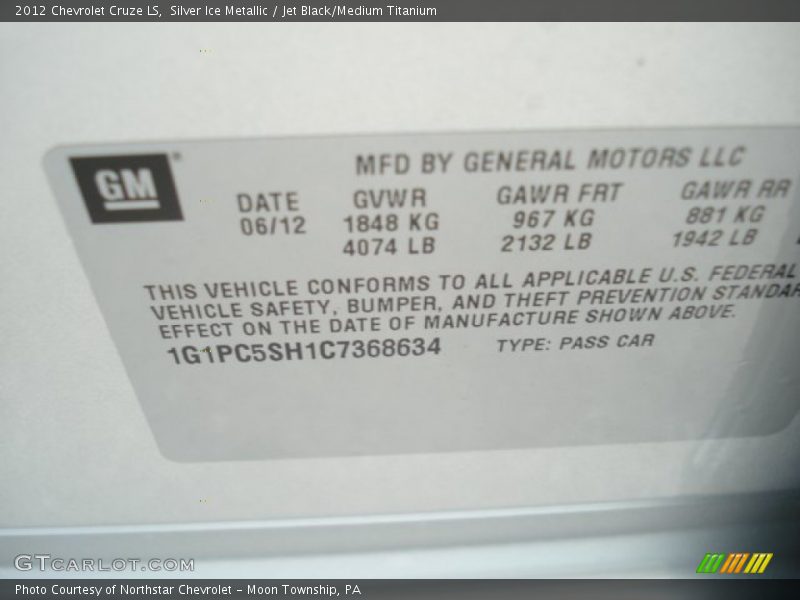 2012 Chevrolet Cruze LS,  Silver Ice Metallic / Jet Black/Medium Titanium
GM
MFD BY GENERAL MOTORS LLC
DATE GVWR GAWR FRT GAWR RR
06/12 1848 KG 967 KG 881 KG
4074 LB 2132 LB 1942 LB
THIS VEHICLE CONFORMS TO ALL APPLICABLE U.S. FEDERAL
VEHICLE SAFETY, BUMPER, AND THEFT PREVENTION STANDAR
EFFECT ON THE DATE OF MANUFACTURE SHOWN ABOVE.
1G1PC5SH1C7368634 TYPE: PASS CAR
GTCARLOT.COM
Photo Courtesy of Northstar Chevrolet - Moon Township, PA